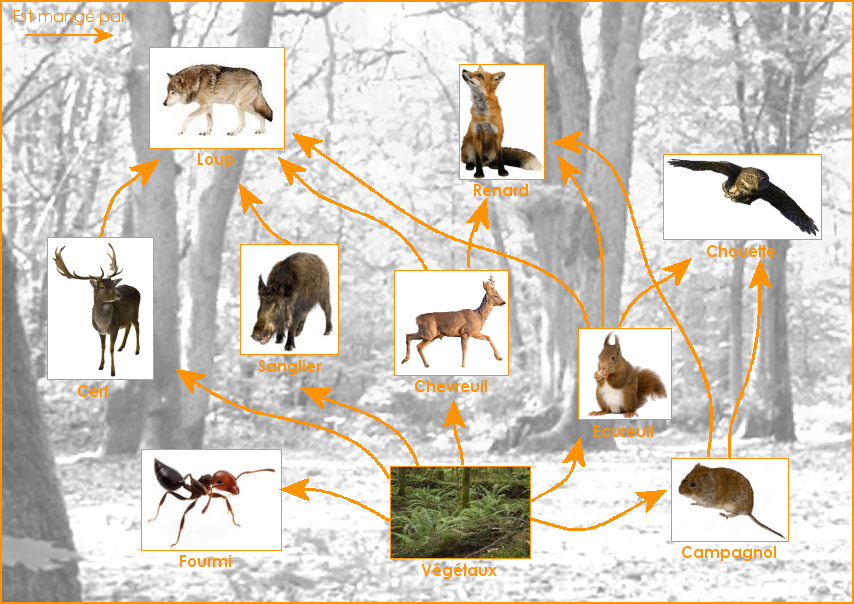 Est mangé par
Loup
Renard
Chouette
Cerf
Sanglier
Chevreuil
Ecureuil
Fourmi
Végétaux
Campagnol